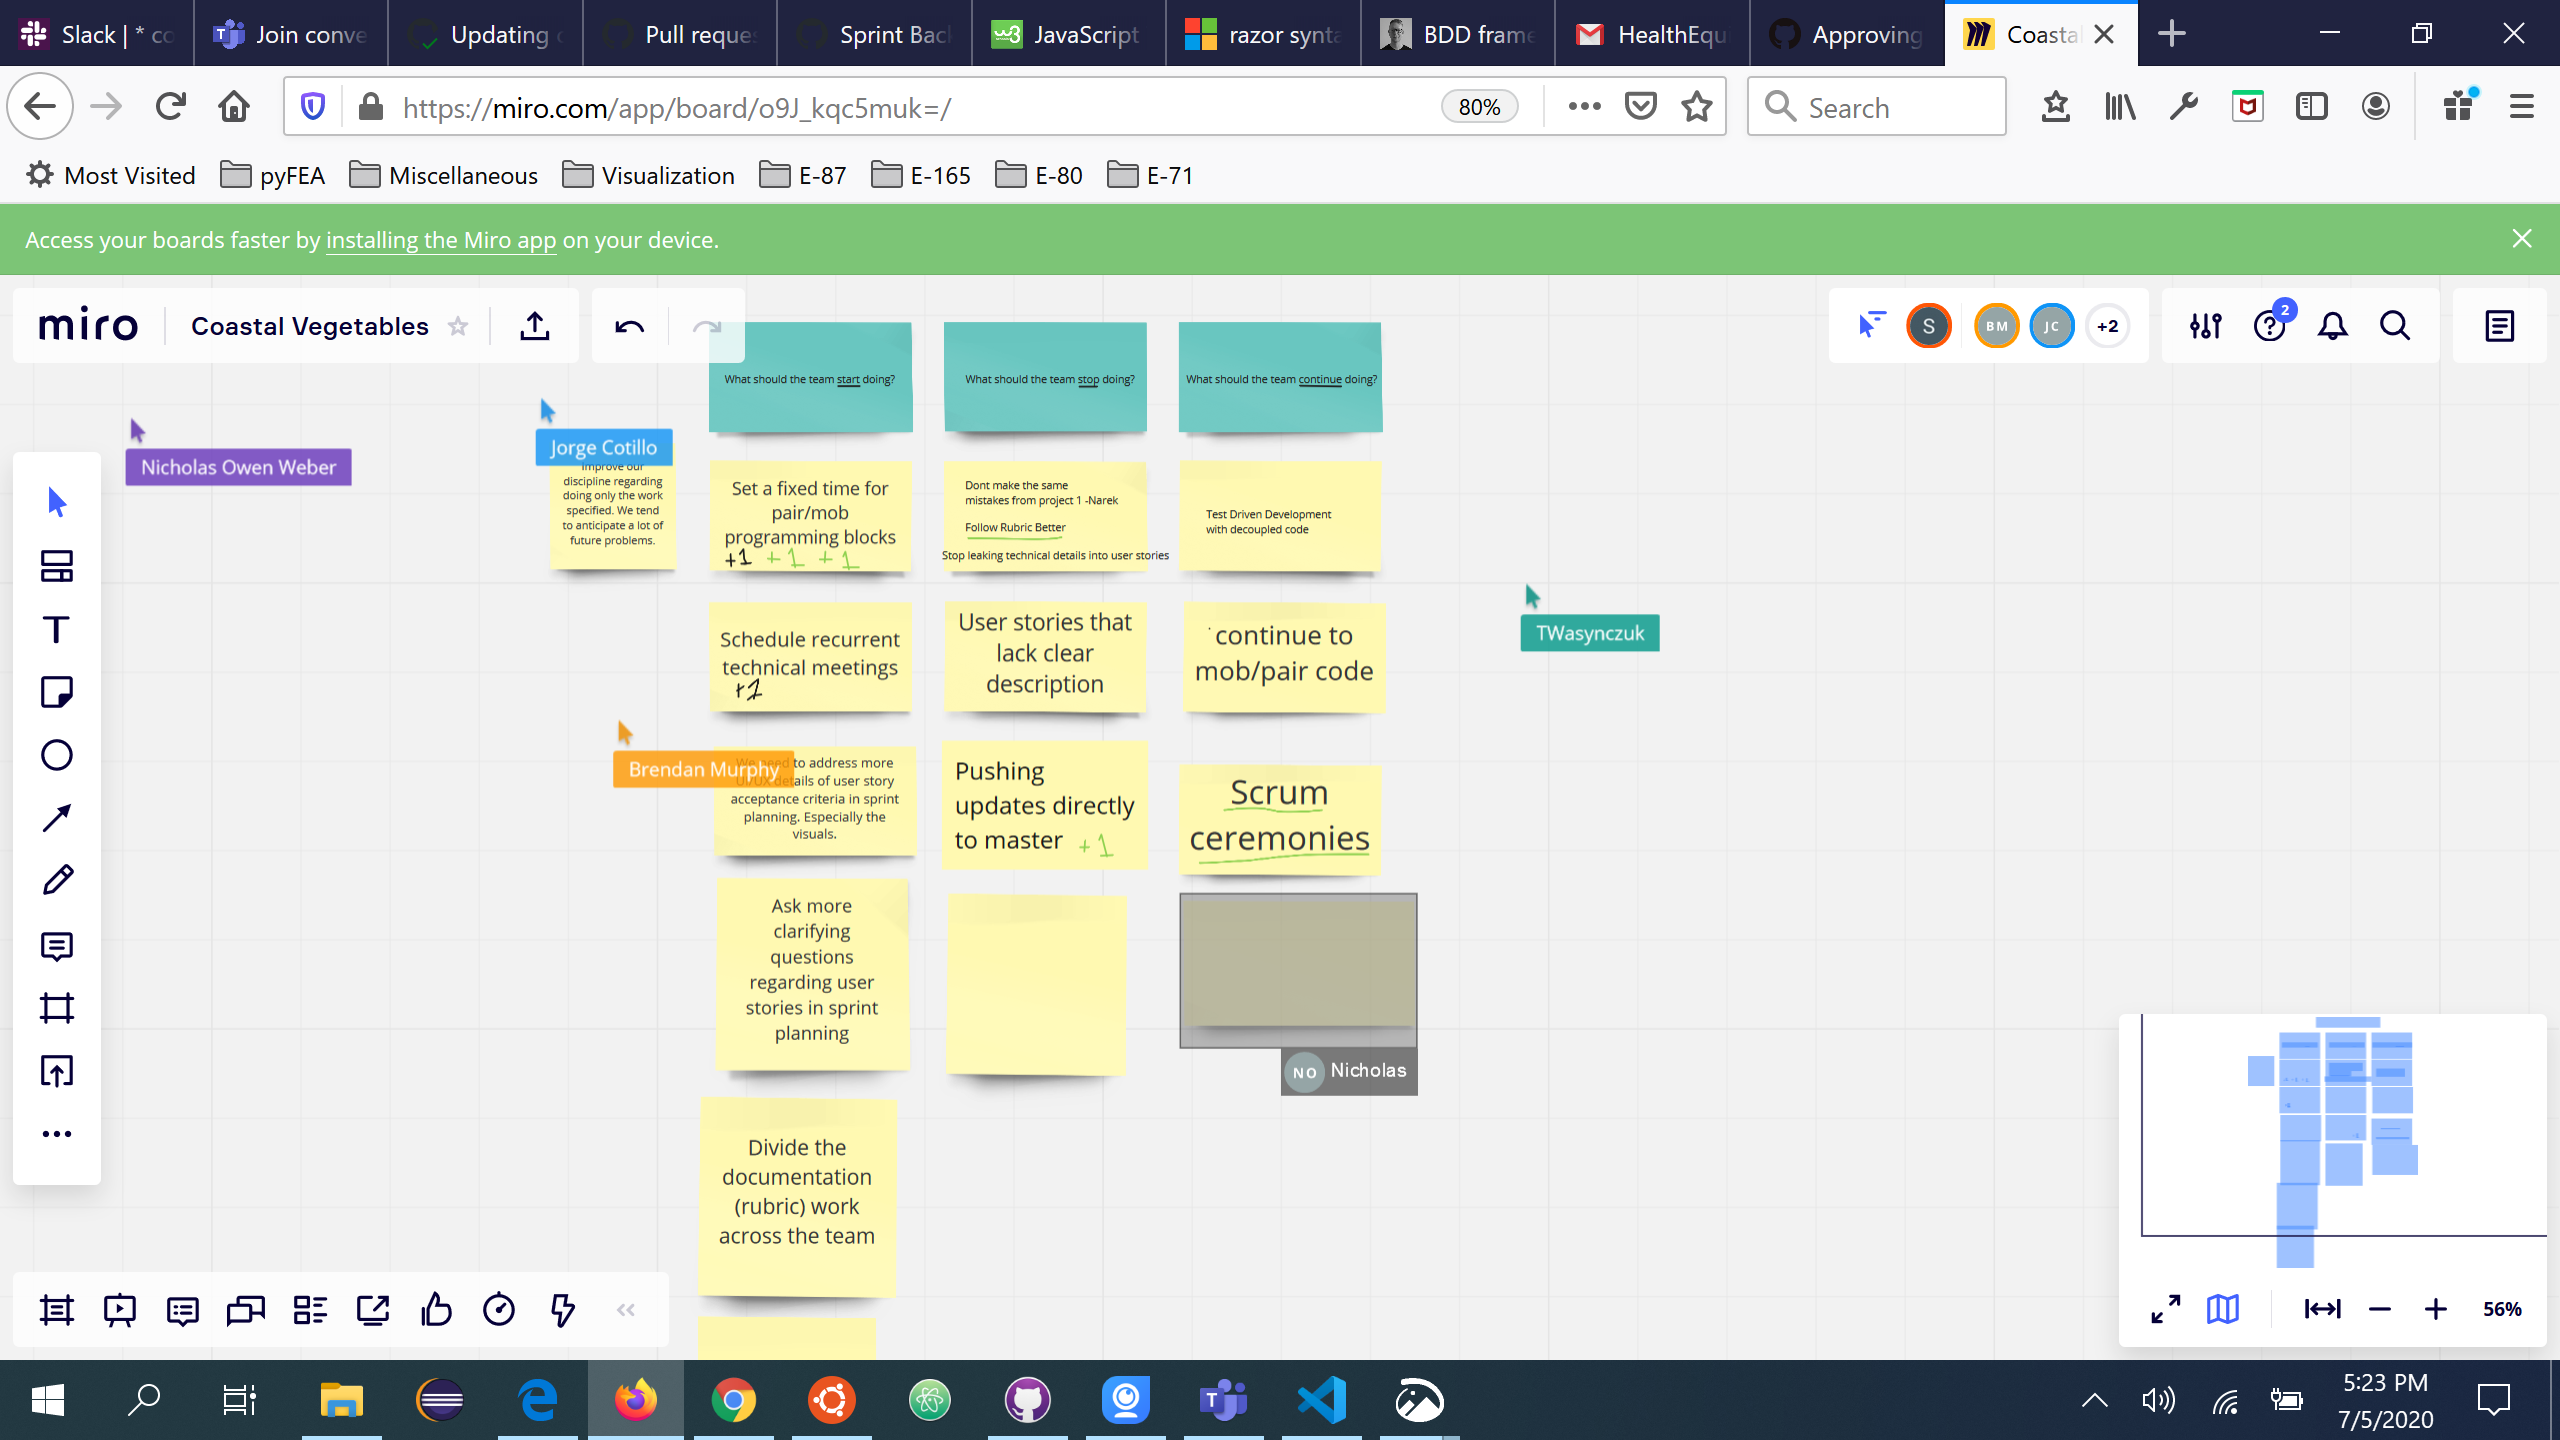 Slack | * co
Join conve
Updating
Pull reques
Sprint Bac
JavaScript
razor synta
BDD frame
HealthEqu
Approving
Coasta
https://miro.com/app/board/o9J_kqc5muk=/
80%
Search
Most Visited
pyFEA
Miscellaneous
Visualization
E-87
E-165
E-80
E-71
Access your boards faster by installing the Miro app on your device.
miro
Coastal Vegetables
S
BM
JC
+2
2
What should the team start doing?
What should the team stop doing?
What should the team continue doing?
Nicholas Owen Weber
Jorge Cotillo
Improve our
discipline regarding
doing only the work
specified. We tend
to anticipate a lot of
future problems.
Set a fixed time for
pair/mob
programming blocks
+1 +1 +1
Dont make the same
mistakes from project 1 -Narek
Follow Rubric Better
Stop leaking technical details into user stories
Test Driven Development
with decoupled code
TWasynczuk
Schedule recurrent
technical meetings
+1
User stories that
lack clear
description
continue to
mob/pair code
Brendan Murphy
We need to address more
UI/UX details of user story
acceptance criteria in sprint
planning. Especially the
visuals.
Pushing
updates directly
to master +1
Scrum
ceremonies
Ask more
clarifying
questions
regarding user
stories in sprint
planning
NO Nicholas
Divide the
documentation
(rubric) work
across the team
56%
5:23 PM
7/5/2020